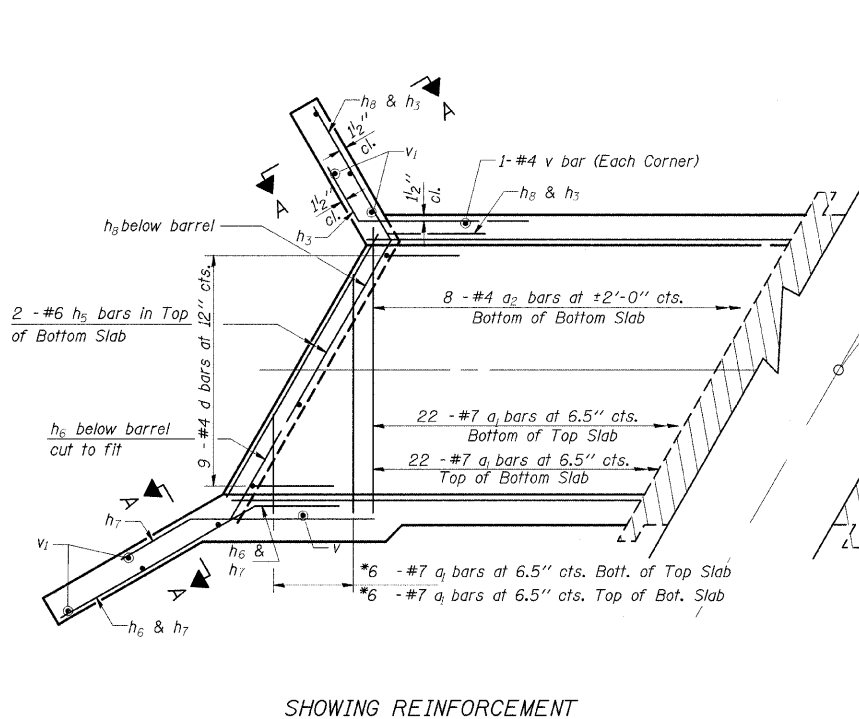 h8 & h3
A
1½" cl.
v1
1-#4 v bar (Each Corner)
1½" cl.
h8 & h3
A
1½" cl.
h3
h8 below barrel
8 - #4 a2 bars at ±2'-0" cts.
Bottom of Bottom Slab
2 - #6 h5 bars in Top
of Bottom Slab
9 - #4 d bars at 12" cts.
22 - #7 a1 bars at 6.5" cts.
Bottom of Top Slab
h6 below barrel
cut to fit
22 - #7 a1 bars at 6.5" cts.
Top of Bottom Slab
A
h7
v1
h6 &
h7
v
*6 - #7 a1 bars at 6.5" cts. Bott. of Top Slab
*6 - #7 a1 bars at 6.5" cts. Top of Bot. Slab
A
h6 & h7
SHOWING REINFORCEMENT